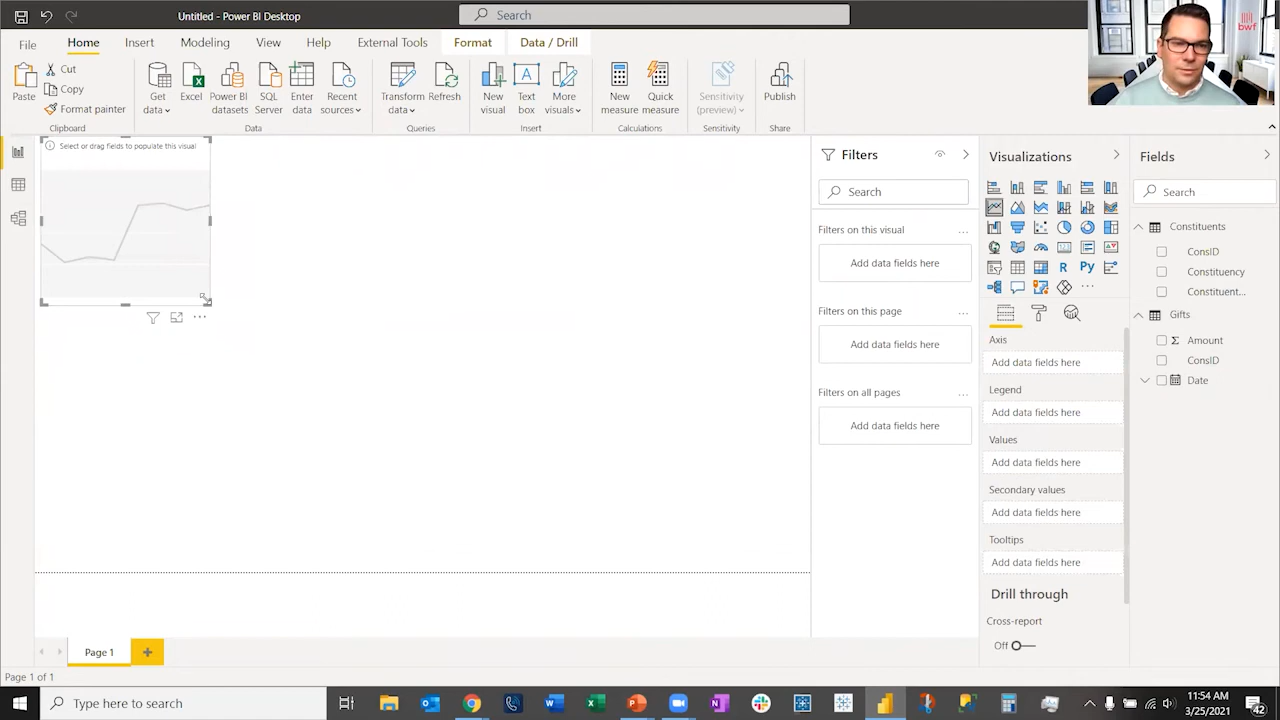 Untitled - Power BI Desktop
Search
bwf
File
Home
Insert
Modeling
View
Help
External Tools
Format
Data / Drill
Paste
Cut
Copy
Format painter
Clipboard
Get data
Excel
Power BI datasets
SQL Server
Enter data
Recent sources
Data
Transform data
Refresh
Queries
New visual
Text box
More visuals
Insert
New measure
Quick measure
Calculations
Sensitivity (preview)
Sensitivity
Publish
Share
Select or drag fields to populate this visual
Filters
Search
Filters on this visual
Add data fields here
Filters on this page
Add data fields here
Filters on all pages
Add data fields here
Visualizations
R
Py
Axis
Add data fields here
Legend
Add data fields here
Values
Add data fields here
Secondary values
Add data fields here
Tooltips
Add data fields here
Drill through
Cross-report
Off
Fields
Search
Constituents
ConsID
Constituency
Constituent...
Gifts
Σ Amount
ConsID
Date
Page 1
Page 1 of 1
Type here to search
11:54 AM
3/25/2021
42